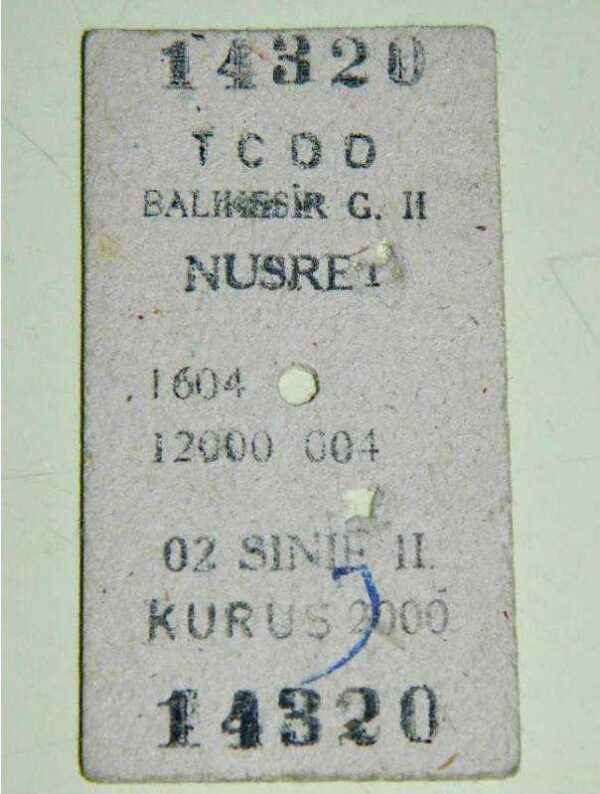 14320
TCDD
BALIKESİR G. II
NUSRET
1604
12000 004
02 SINIF II.
KURUŞ 2000
14320